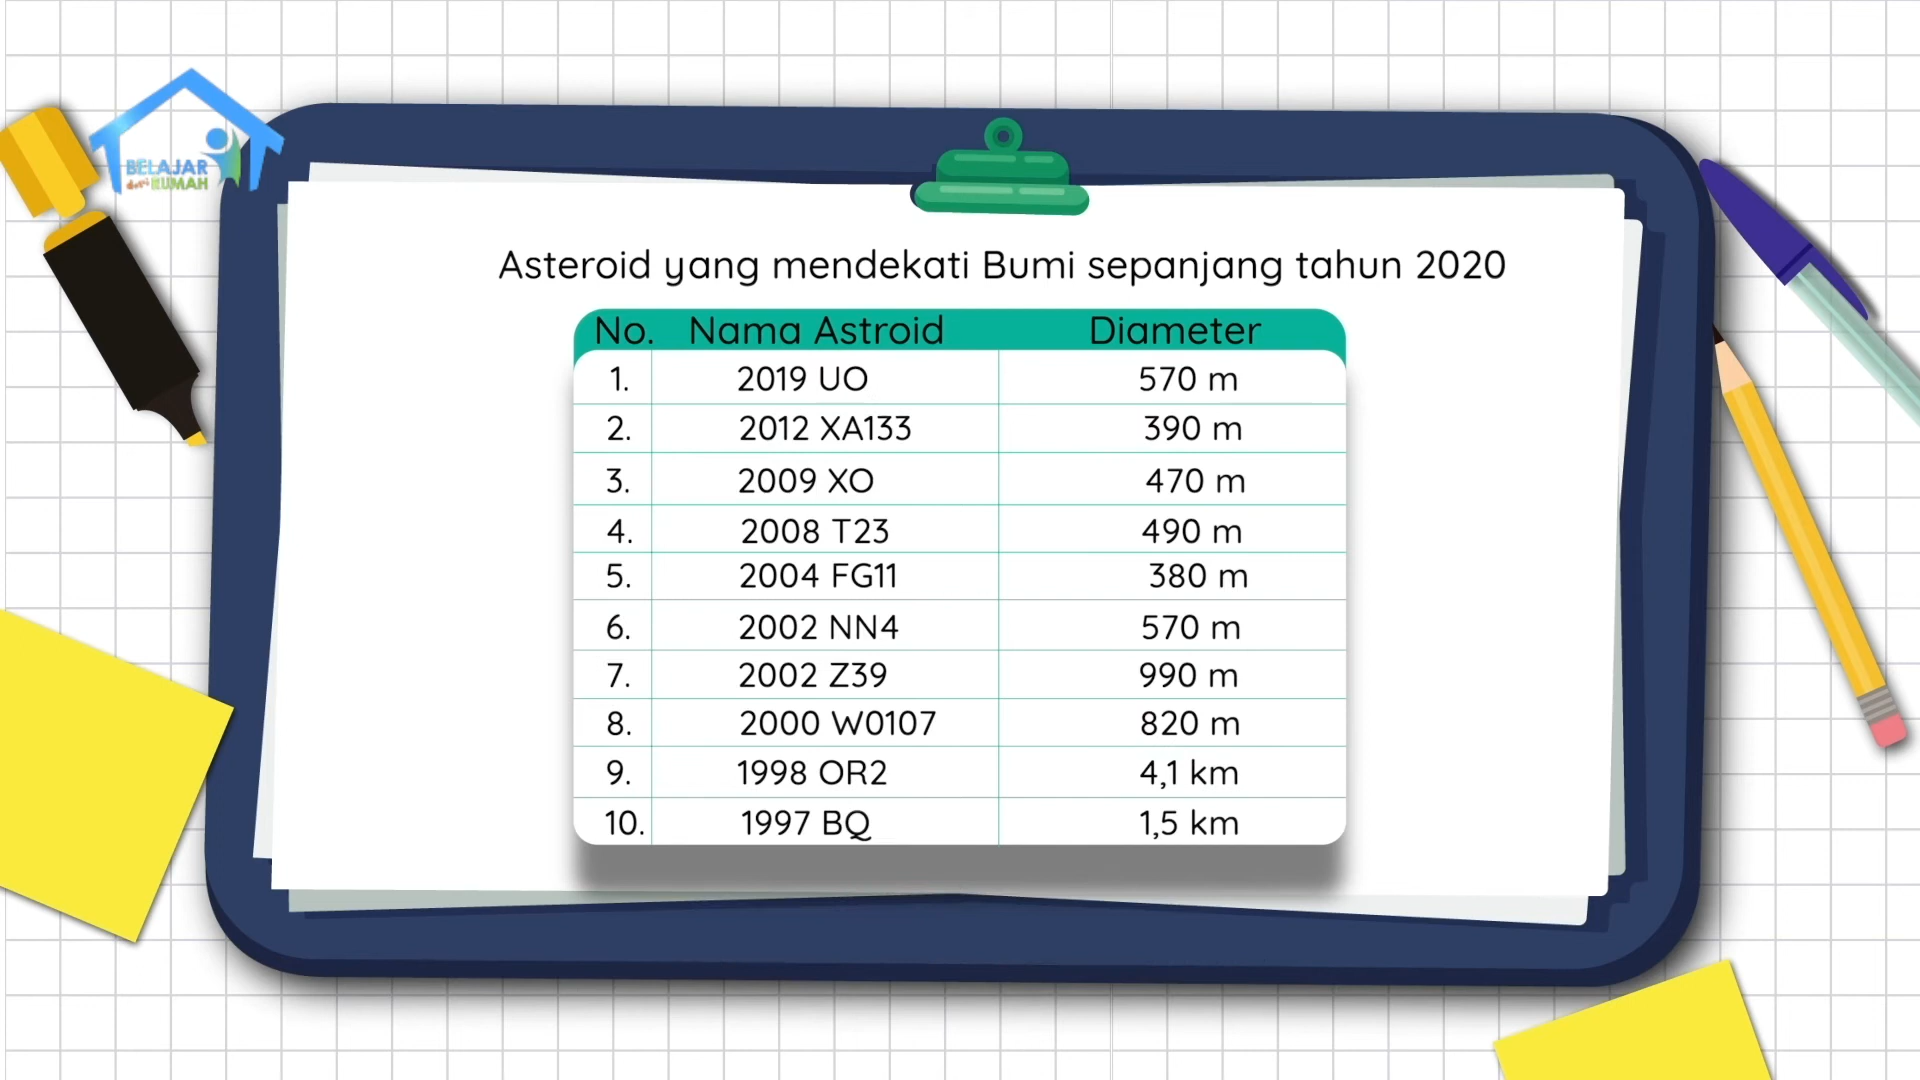 BELAJAR
dari RUMAH
Asteroid yang mendekati Bumi sepanjang tahun 2020
No. Nama Astroid Diameter
1. 2019 UO 570 m
2. 2012 XA133 390 m
3. 2009 XO 470 m
4. 2008 T23 490 m
5. 2004 FG11 380 m
6. 2002 NN4 570 m
7. 2002 Z39 990 m
8. 2000 W0107 820 m
9. 1998 OR2 4,1 km
10. 1997 BQ 1,5 km